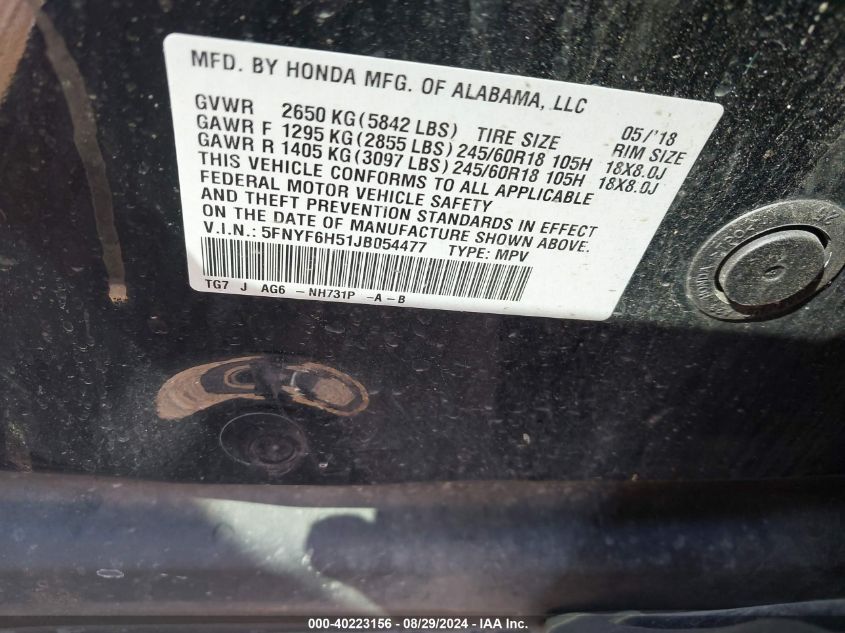 MFD. BY HONDA MFG. OF ALABAMA, LLC
GVWR 2650 KG (5842 LBS) TIRE SIZE 05/'18
GAWR F 1295 KG (2855 LBS) 245/60R18 105H RIM SIZE 18X8.0J
GAWR R 1405 KG (3097 LBS) 245/60R18 105H 18X8.0J
THIS VEHICLE CONFORMS TO ALL APPLICABLE
FEDERAL MOTOR VEHICLE SAFETY
AND THEFT PREVENTION STANDARDS IN EFFECT
ON THE DATE OF MANUFACTURE SHOWN ABOVE.
V.I.N.: 5FNYF6H51JB054477 TYPE: MPV
TG7 J AG6 -NH731P -A-B
000-40223156 - 08/29/2024 - IAA Inc.